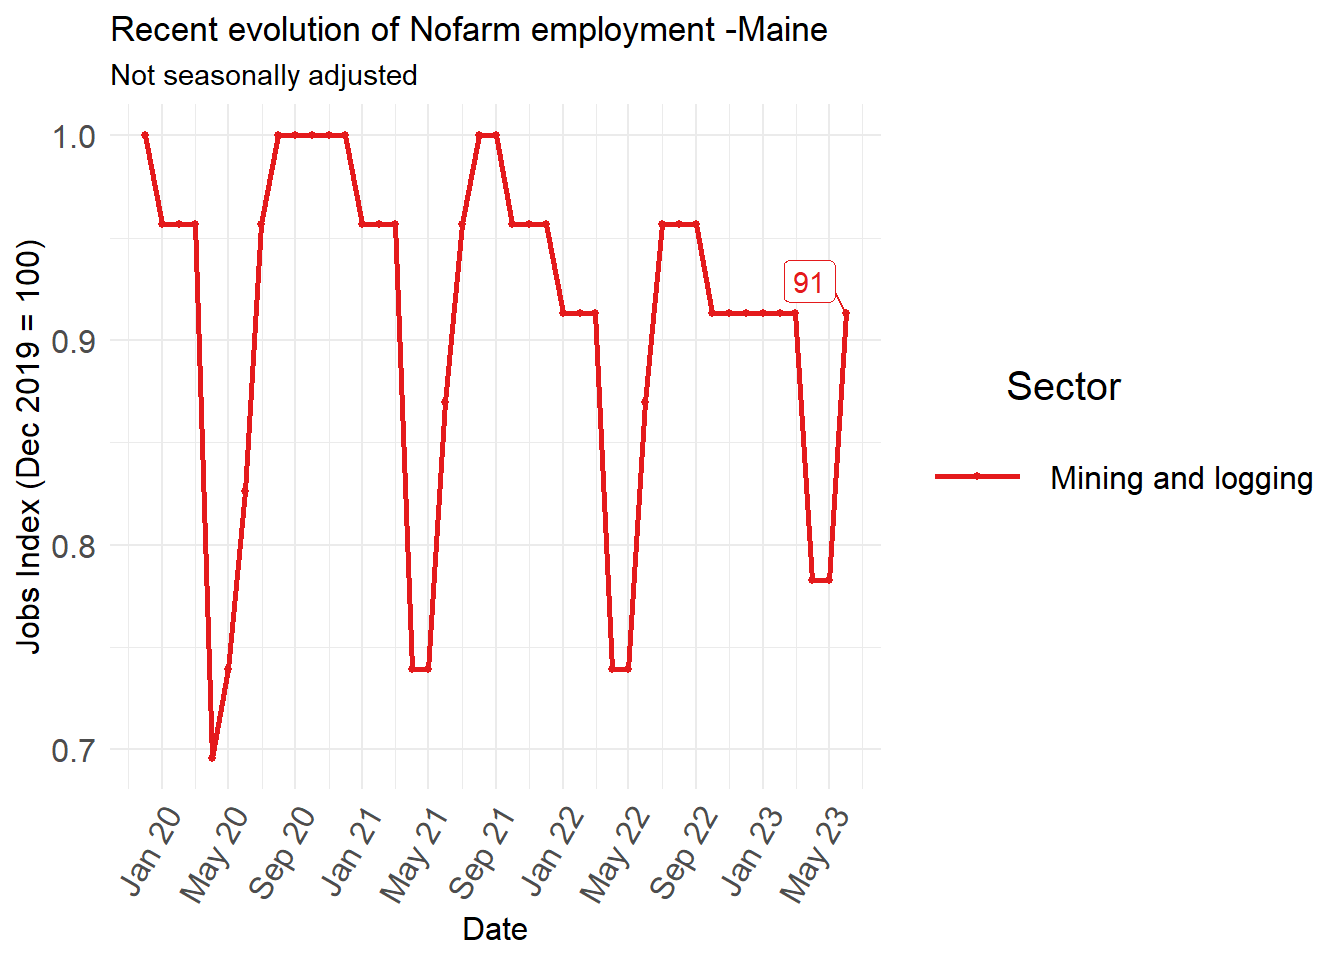 Recent evolution of Nofarm employment -Maine
Not seasonally adjusted
Jobs Index (Dec 2019 = 100)
1.0
0.9
0.8
0.7
91
Jan 20
May 20
Sep 20
Jan 21
May 21
Sep 21
Jan 22
May 22
Sep 22
Jan 23
May 23
Date
Sector
Mining and logging